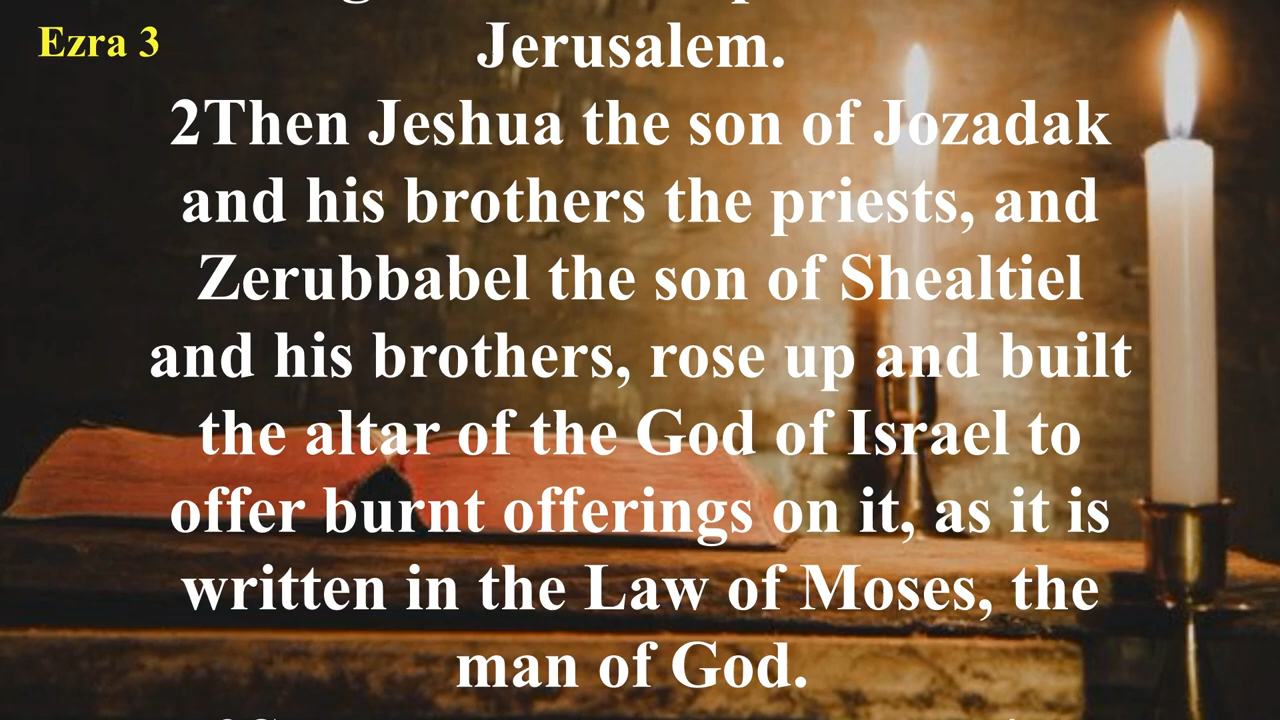 Ezra 3
Jerusalem.
2Then Jeshua the son of Jozadak
and his brothers the priests, and
Zerubbabel the son of Shealtiel
and his brothers, rose up and built
the altar of the God of Israel to
offer burnt offerings on it, as it is
written in the Law of Moses, the
man of God.